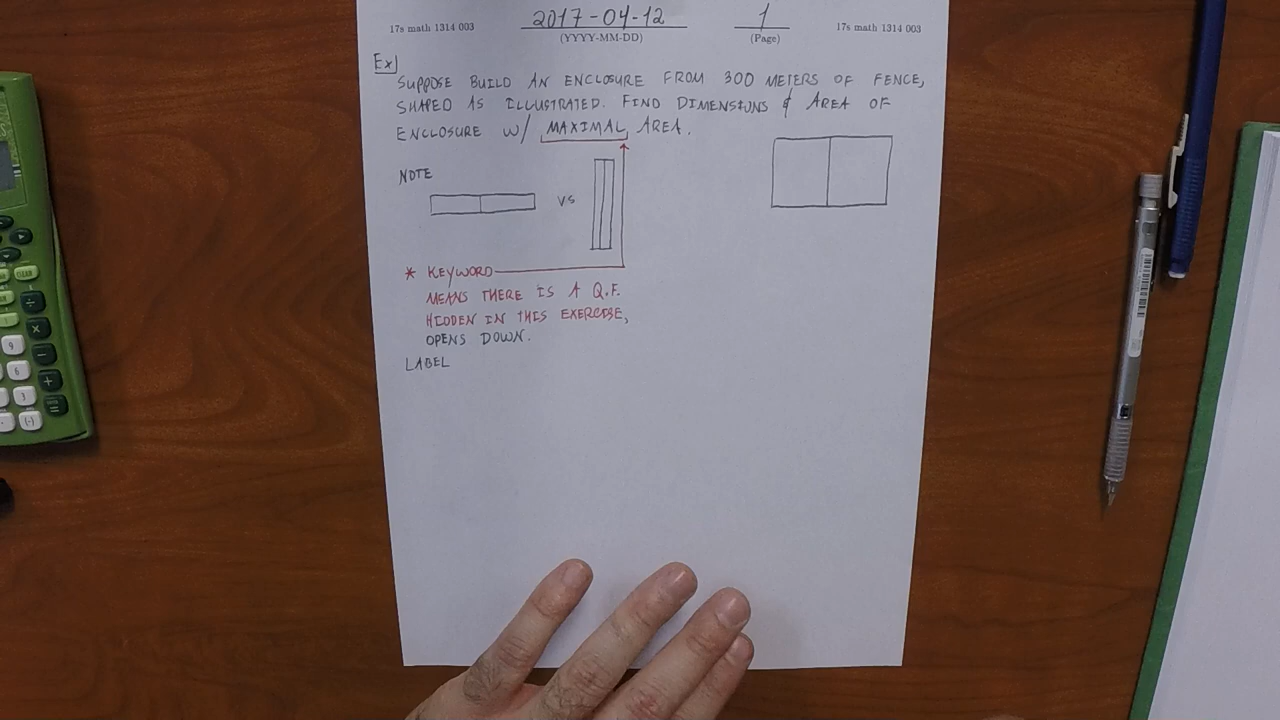 17s math 1314 003 2017-04-12 1 17s math 1314 003
(YYYY-MM-DD) (Page)
Ex)
SUPPOSE BUILD AN ENCLOSURE FROM 300 METERS OF FENCE,
SHAPED AS ILLUSTRATED. FIND DIMENSIONS & AREA OF
ENCLOSURE W/ MAXIMAL AREA.
NOTE
VS
* KEYWORD
MEANS THERE IS A Q.F.
HIDDEN IN THIS EXERCISE,
OPENS DOWN.
LABEL